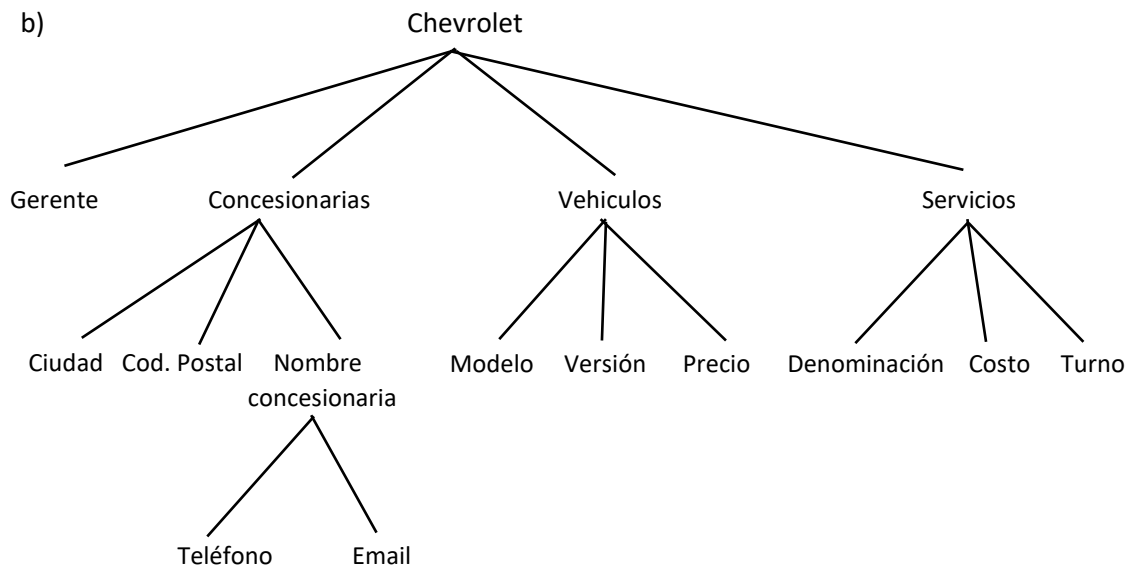 b)
Chevrolet
Gerente Concesionarias Vehiculos Servicios
Ciudad Cod. Postal Nombre concesionaria Modelo Versión Precio Denominación Costo Turno
Teléfono Email